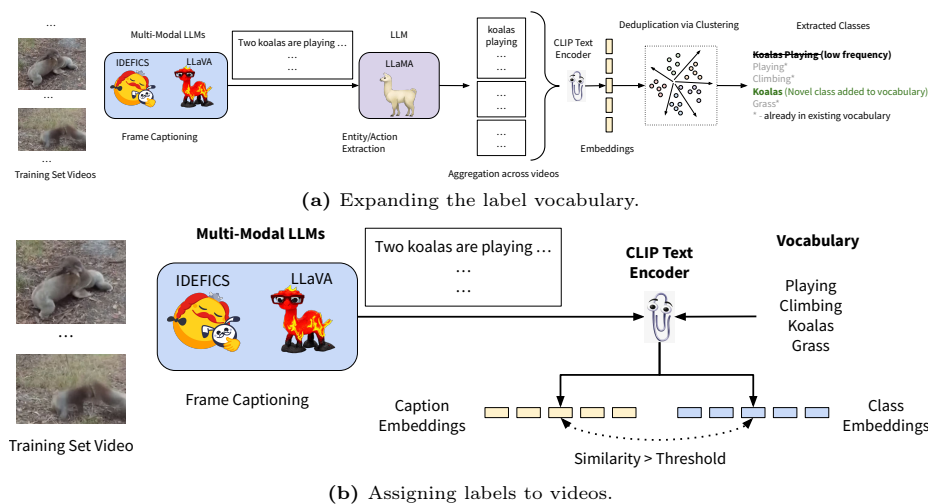 ...
Multi-Modal LLMs
IDEFICS
LLaVA
Frame Captioning
...
...
Training Set Videos
Two koalas are playing ...
...
...
LLM
LLaMA
Entity/Action
Extraction
koalas
playing
...
...
...
...
Aggregation across videos
CLIP Text
Encoder
Embeddings
Deduplication via Clustering
Extracted Classes
Koalas Playing (low frequency)
Playing*
Climbing*
Koalas (Novel class added to vocabulary)
Grass*
* - already in existing vocabulary
(a) Expanding the label vocabulary.
Multi-Modal LLMs
IDEFICS
LLaVA
Frame Captioning
...
Training Set Video
Two koalas are playing ...
...
...
CLIP Text
Encoder
Vocabulary
Playing
Climbing
Koalas
Grass
Caption
Embeddings
Class
Embeddings
Similarity > Threshold
(b) Assigning labels to videos.